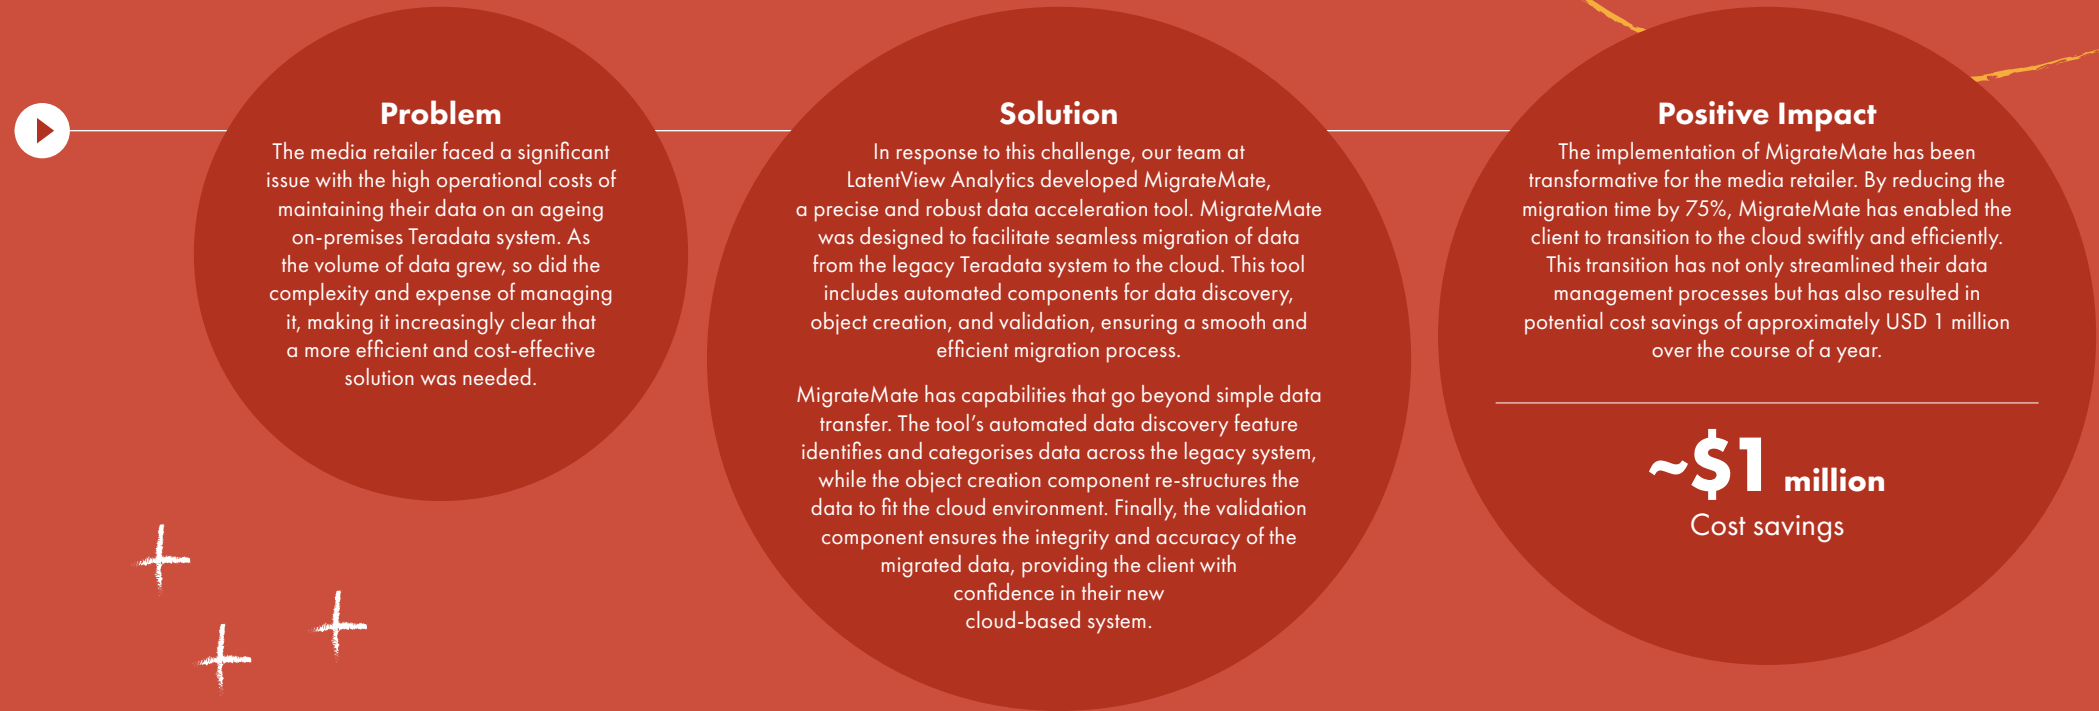 Problem
The media retailer faced a significant
issue with the high operational costs of
maintaining their data on an ageing
on-premises Teradata system. As
the volume of data grew, so did the
complexity and expense of managing
it, making it increasingly clear that
a more efficient and cost-effective
solution was needed.
Solution
In response to this challenge, our team at
LatentView Analytics developed MigrateMate,
a precise and robust data acceleration tool. MigrateMate
was designed to facilitate seamless migration of data
from the legacy Teradata system to the cloud. This tool
includes automated components for data discovery,
object creation, and validation, ensuring a smooth and
efficient migration process.
MigrateMate has capabilities that go beyond simple data
transfer. The tool’s automated data discovery feature
identifies and categorises data across the legacy system,
while the object creation component re-structures the
data to fit the cloud environment. Finally, the validation
component ensures the integrity and accuracy of the
migrated data, providing the client with
confidence in their new
cloud-based system.
Positive Impact
The implementation of MigrateMate has been
transformative for the media retailer. By reducing the
migration time by 75%, MigrateMate has enabled the
client to transition to the cloud swiftly and efficiently.
This transition has not only streamlined their data
management processes but has also resulted in
potential cost savings of approximately USD 1 million
over the course of a year.
~$1 million
Cost savings